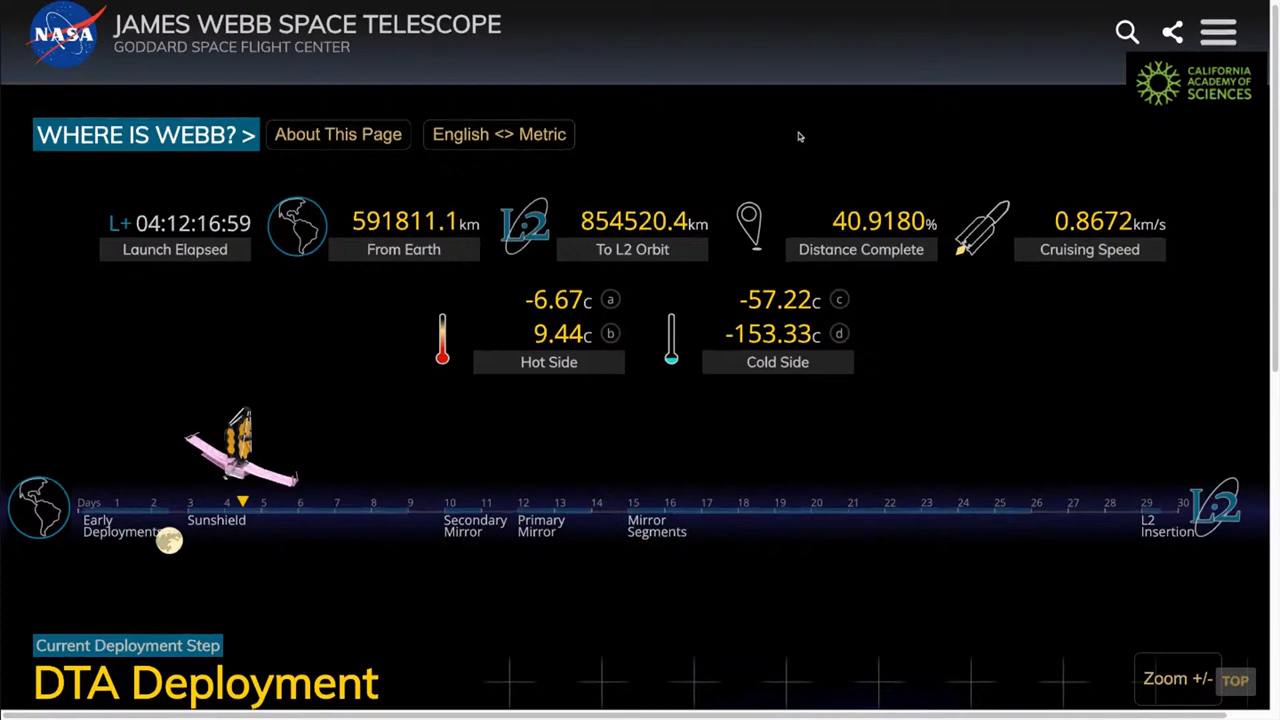 NASA
JAMES WEBB SPACE TELESCOPE
GODDARD SPACE FLIGHT CENTER
CALIFORNIA
ACADEMY OF
SCIENCES
WHERE IS WEBB? >
About This Page
English <> Metric
L+ 04:12:16:59
Launch Elapsed
591811.1km
From Earth
L2
854520.4km
To L2 Orbit
40.9180%
Distance Complete
0.8672km/s
Cruising Speed
-6.67C a
9.44C b
Hot Side
-57.22C c
-153.33C d
Cold Side
Days 1 2 3 4 5 6 7 8 9 10 11 12 13 14 15 16 17 18 19 20 21 22 23 24 25 26 27 28 29 30
L2
Early
Deployments
Sunshield
Secondary
Mirror
Primary
Mirror
Mirror
Segments
L2
Insertion
Current Deployment Step
DTA Deployment
Zoom +/-
TOP